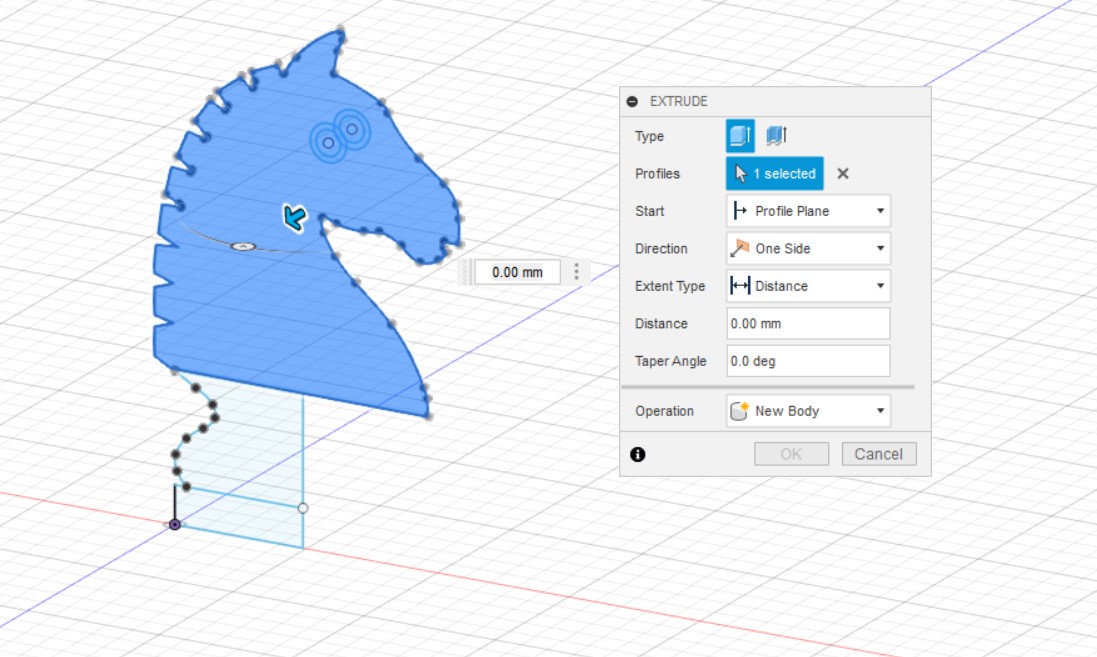 EXTRUDE
Type
Profiles 1 selected
Start Profile Plane
Direction One Side
0.00 mm
Extent Type Distance
Distance 0.00 mm
Taper Angle 0.0 deg
Operation New Body
OK Cancel